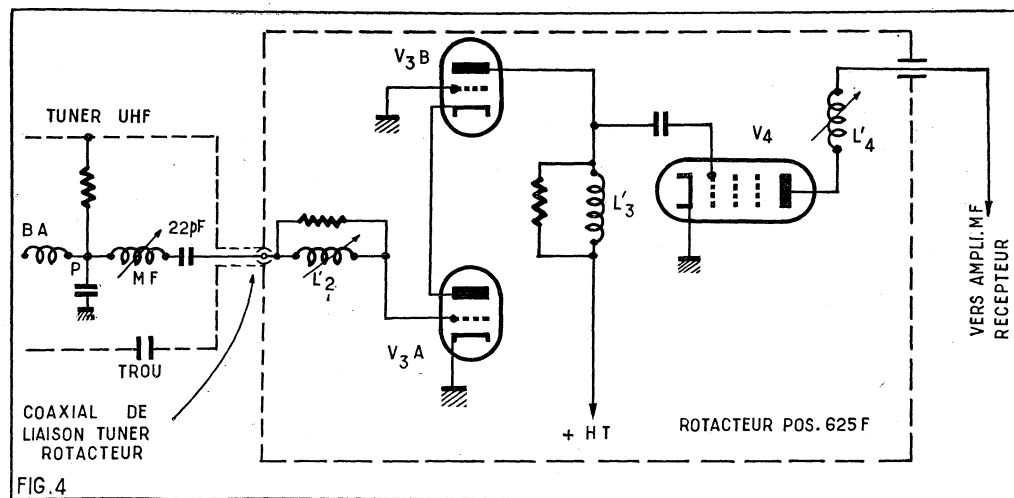 TUNER UHF
V3B
V4
L'4
BA
22pF
L'3
P
MF
L'2
TROU
V3A
COAXIAL DE
LIAISON TUNER
ROTACTEUR
+ HT
ROTACTEUR POS. 625 F
VERS AMPLI. MF
RECEPTEUR
FIG. 4